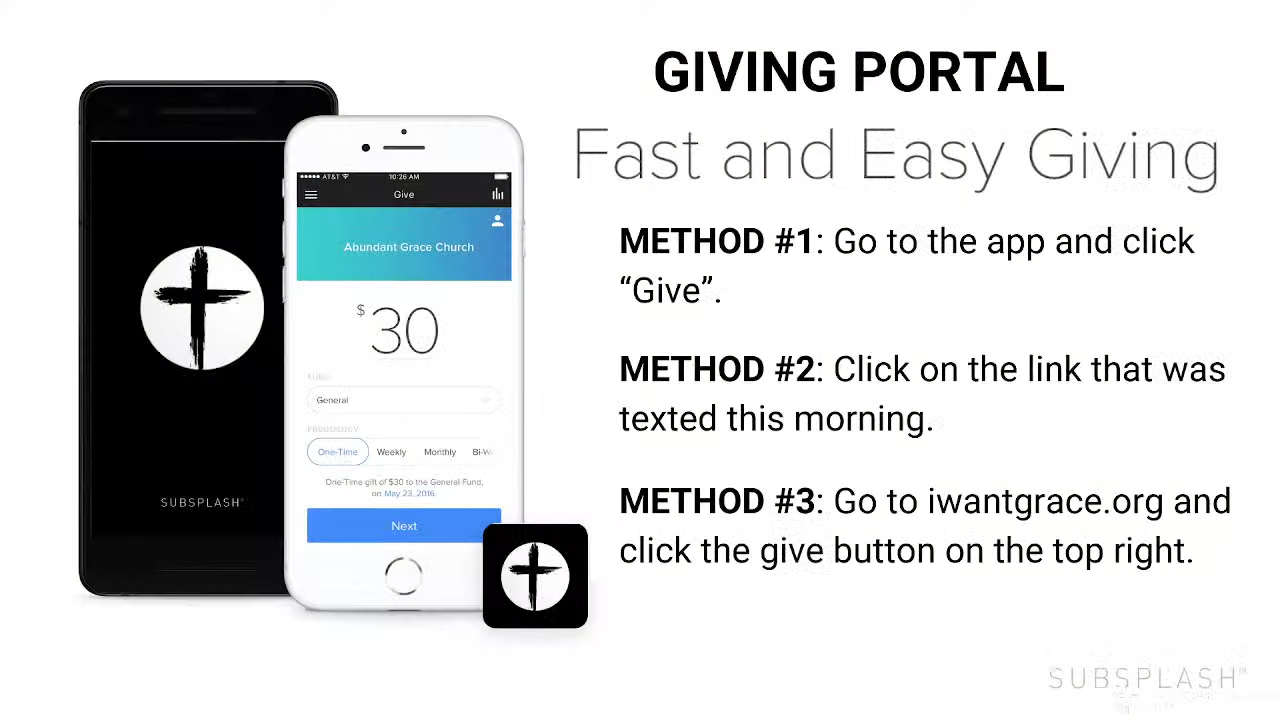 GIVING PORTAL
Fast and Easy Giving
METHOD #1: Go to the app and click
“Give”.
METHOD #2: Click on the link that was
texted this morning.
METHOD #3: Go to iwantgrace.org and
click the give button on the top right.
SUBSPLASH
AT&T 10:26 AM
Give
Abundant Grace Church
$30
FUND
General
FREQUENCY
One-Time Weekly Monthly Bi-W
One-Time gift of $30 to the General Fund,
on May 23, 2016.
Next
SUBSPLASH